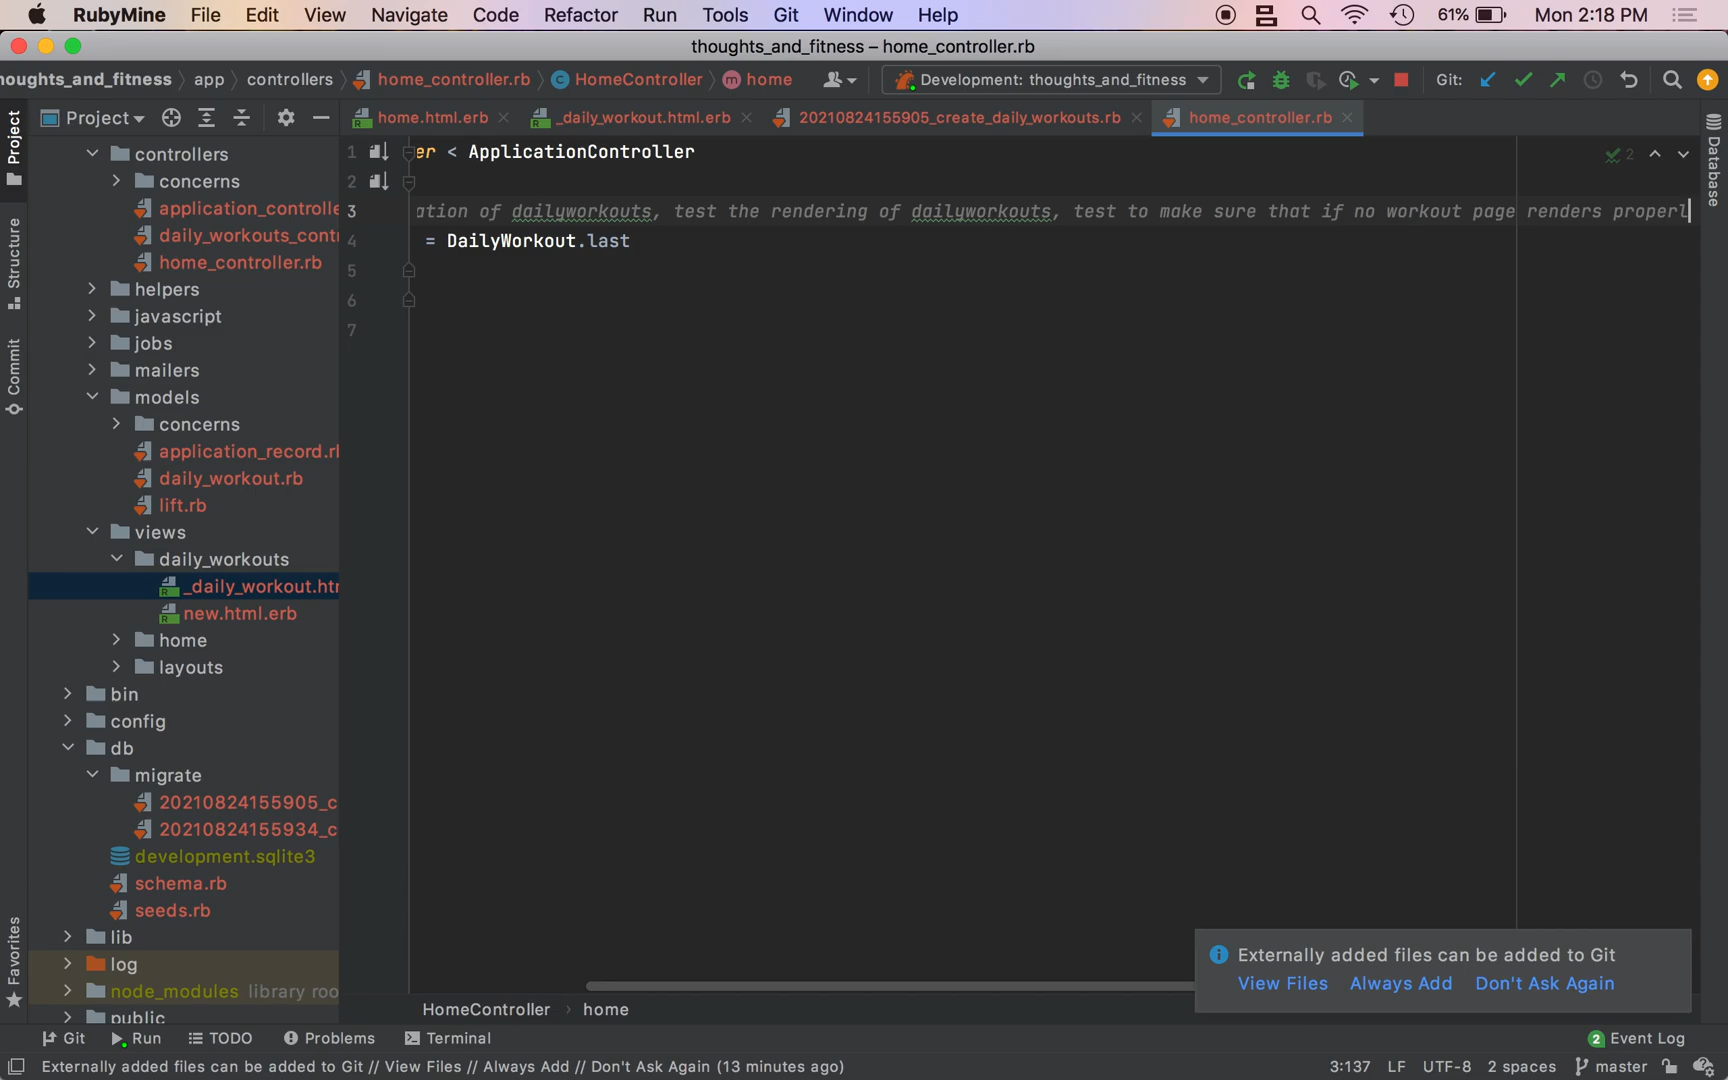 RubyMine File Edit View Navigate Code Refactor Run Tools Git Window Help 61% Mon 2:18 PM
thoughts_and_fitness – home_controller.rb
houghts_and_fitness app controllers home_controller.rb HomeController home Development: thoughts_and_fitness Git:
Project home.html.erb _daily_workout.html.erb 20210824155905_create_daily_workouts.rb home_controller.rb
Project
Structure
Commit
Favorites
Database
controllers
concerns
application_controlle
daily_workouts_cont
home_controller.rb
helpers
javascript
jobs
mailers
models
concerns
application_record.r
daily_workout.rb
lift.rb
views
daily_workouts
_daily_workout.htm
new.html.erb
home
layouts
bin
config
db
migrate
20210824155905_c
20210824155934_c
development.sqlite3
schema.rb
seeds.rb
lib
log
node_modules library roo
public
1 er < ApplicationController
2
3 ation of dailyworkouts, test the rendering of dailyworkouts, test to make sure that if no workout page renders properl
4 = DailyWorkout.last
5
6
7
2
Externally added files can be added to Git
View Files Always Add Don't Ask Again
HomeController home
Git Run TODO Problems Terminal 2 Event Log
Externally added files can be added to Git // View Files // Always Add // Don't Ask Again (13 minutes ago) 3:137 LF UTF-8 2 spaces master